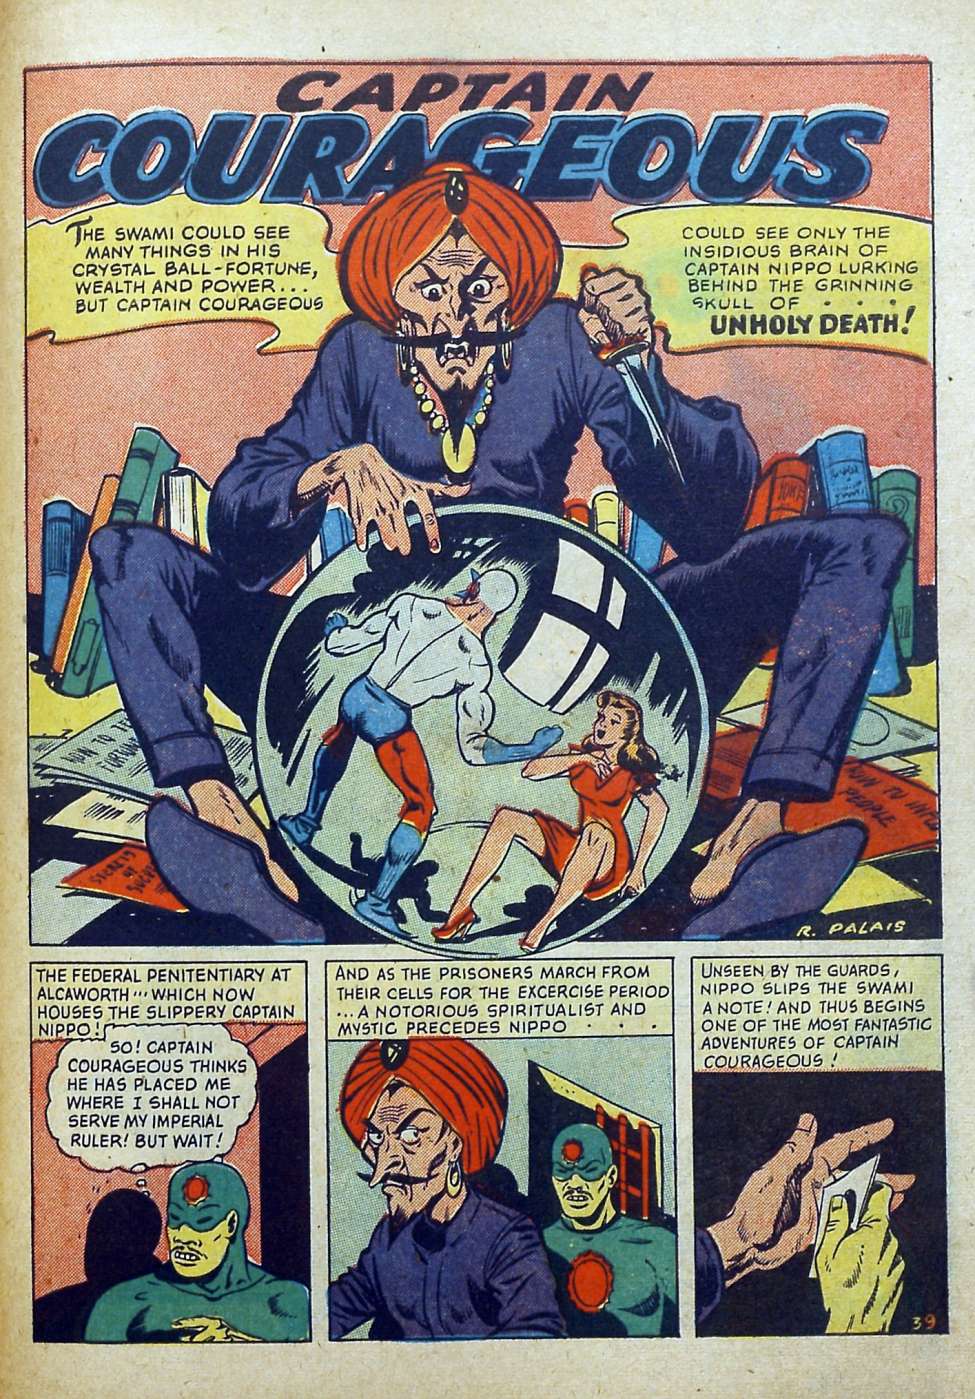 CAPTAIN
COURAGEOUS
THE SWAMI COULD SEE
MANY THINGS IN HIS
CRYSTAL BALL-FORTUNE,
WEALTH AND POWER...
BUT CAPTAIN COURAGEOUS
COULD SEE ONLY THE
INSIDIOUS BRAIN OF
CAPTAIN NIPPO LURKING
BEHIND THE GRINNING
SKULL OF . . . .
UNHOLY DEATH!
HOW TO
PEOPLE
SECRETS
OF
R. PALAIS
THE FEDERAL PENITENTIARY AT
ALCAWORTH...WHICH NOW
HOUSES THE SLIPPERY CAPTAIN
NIPPO!
SO! CAPTAIN
COURAGEOUS THINKS
HE HAS PLACED ME
WHERE I SHALL NOT
SERVE MY IMPERIAL
RULER! BUT WAIT!
AND AS THE PRISONERS MARCH FROM
THEIR CELLS FOR THE EXCERCISE PERIOD
...A NOTORIOUS SPIRITUALIST AND
MYSTIC PRECEDES NIPPO . . . .
UNSEEN BY THE GUARDS,
NIPPO SLIPS THE SWAMI
A NOTE! AND THUS BEGINS
ONE OF THE MOST FANTASTIC
ADVENTURES OF CAPTAIN
COURAGEOUS!
39